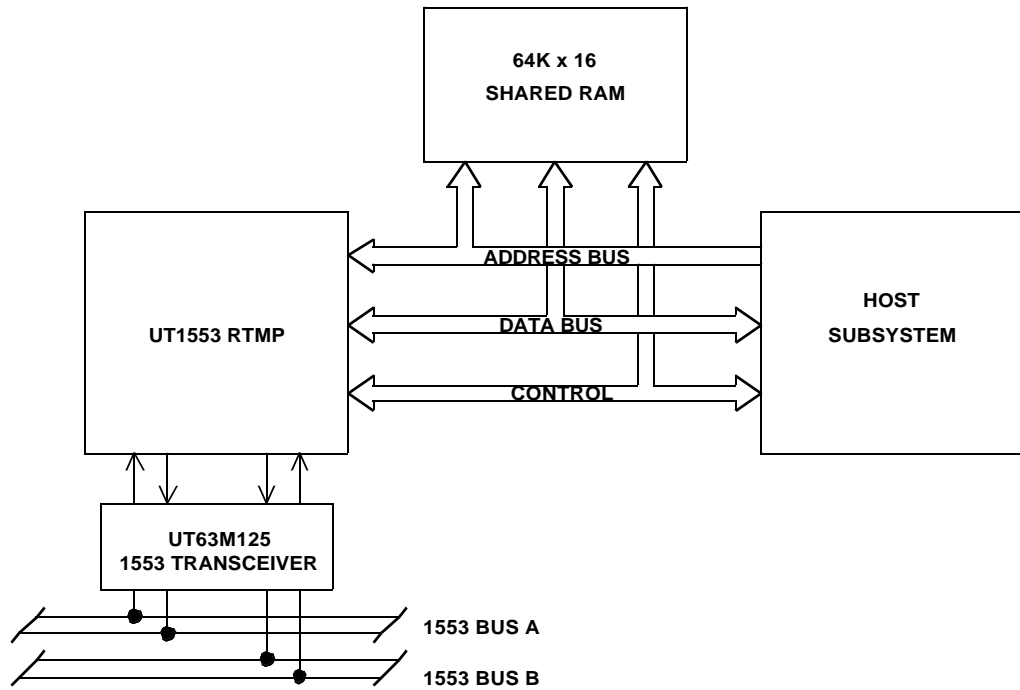 64K x 16
SHARED RAM
ADDRESS BUS
UT1553 RTMP
DATA BUS
HOST
SUBSYSTEM
CONTROL
UT63M125
1553 TRANSCEIVER
1553 BUS A
1553 BUS B